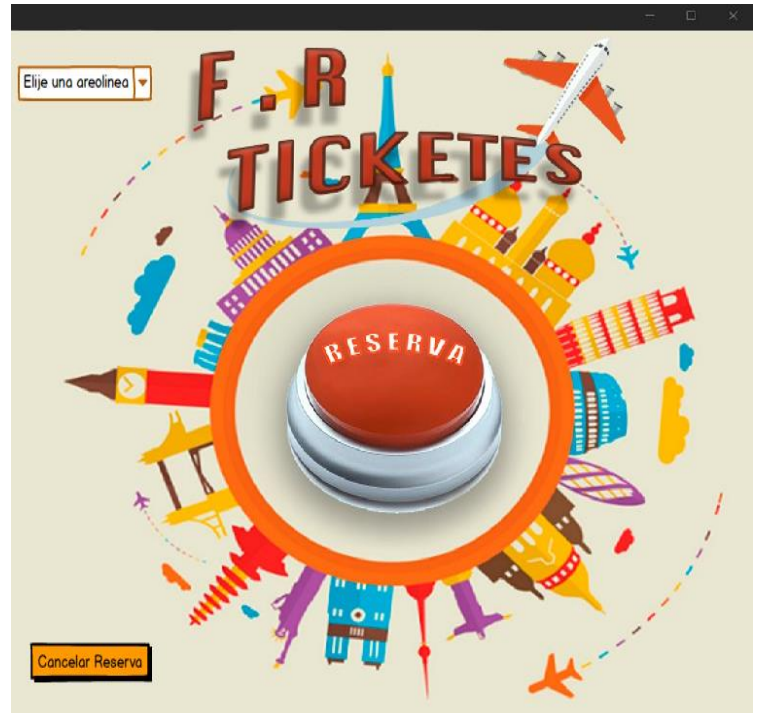 Elije una areolinea
F.R
TICKETES
RESERVA
Cancelar Reserva